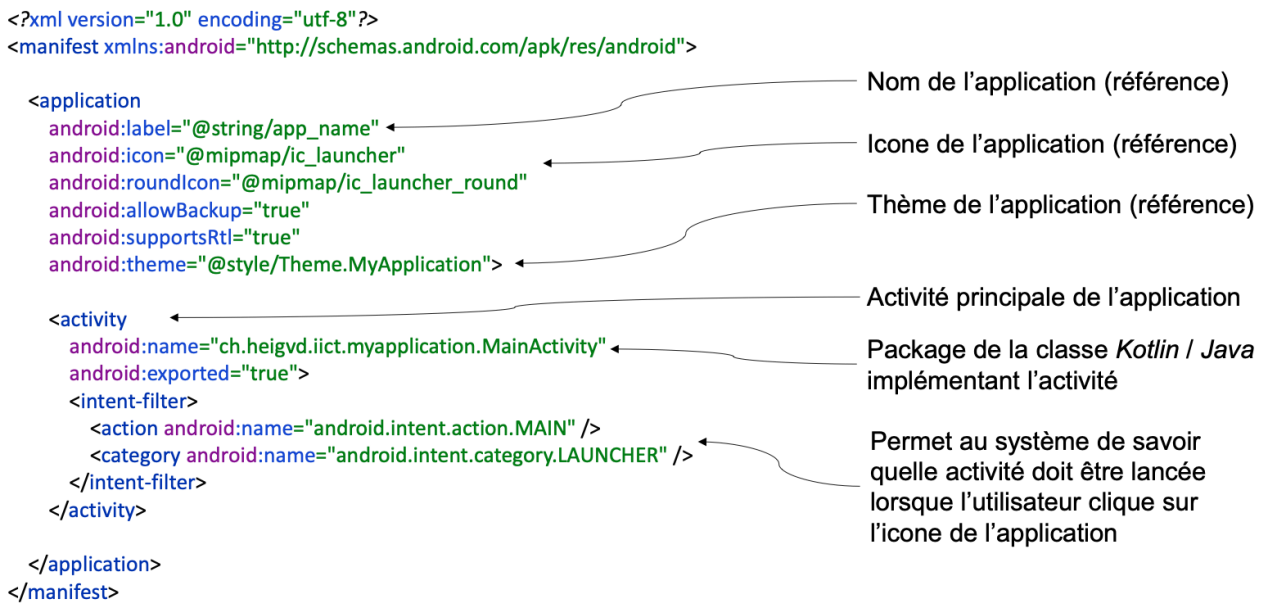 <?xml version="1.0" encoding="utf-8"?>
<manifest xmlns:android="http://schemas.android.com/apk/res/android">
<application
android:label="@string/app_name"
android:icon="@mipmap/ic_launcher"
android:roundIcon="@mipmap/ic_launcher_round"
android:allowBackup="true"
android:supportsRtl="true"
android:theme="@style/Theme.MyApplication">
<activity
android:name="ch.heigvd.iict.myapplication.MainActivity"
android:exported="true">
<intent-filter>
<action android:name="android.intent.action.MAIN" />
<category android:name="android.intent.category.LAUNCHER" />
</intent-filter>
</activity>
</application>
</manifest>
Nom de l'application (référence)
Icone de l'application (référence)
Thème de l'application (référence)
Activité principale de l'application
Package de la classe Kotlin / Java
implémentant l'activité
Permet au système de savoir
quelle activité doit être lancée
lorsque l'utilisateur clique sur
l'icone de l'application